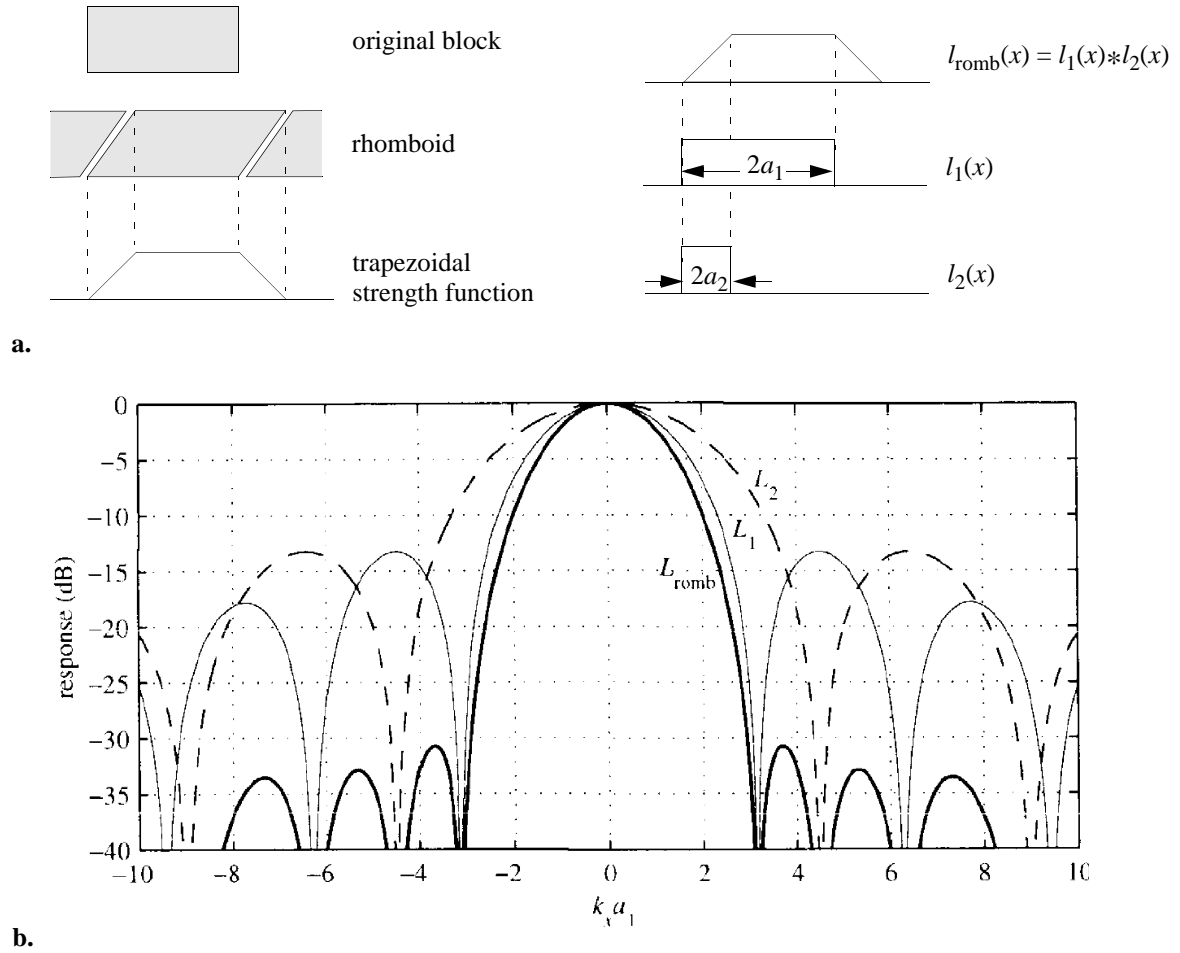 original block
rhomboid
trapezoidal
strength function
l_romb(x) = l_1(x)*l_2(x)
2a_1
l_1(x)
2a_2
l_2(x)
a.
0
−5
−10
−15
−20
−25
−30
−35
−40
response (dB)
L_2
L_1
L_romb
−10 −8 −6 −4 −2 0 2 4 6 8 10
k_x a_1
b.